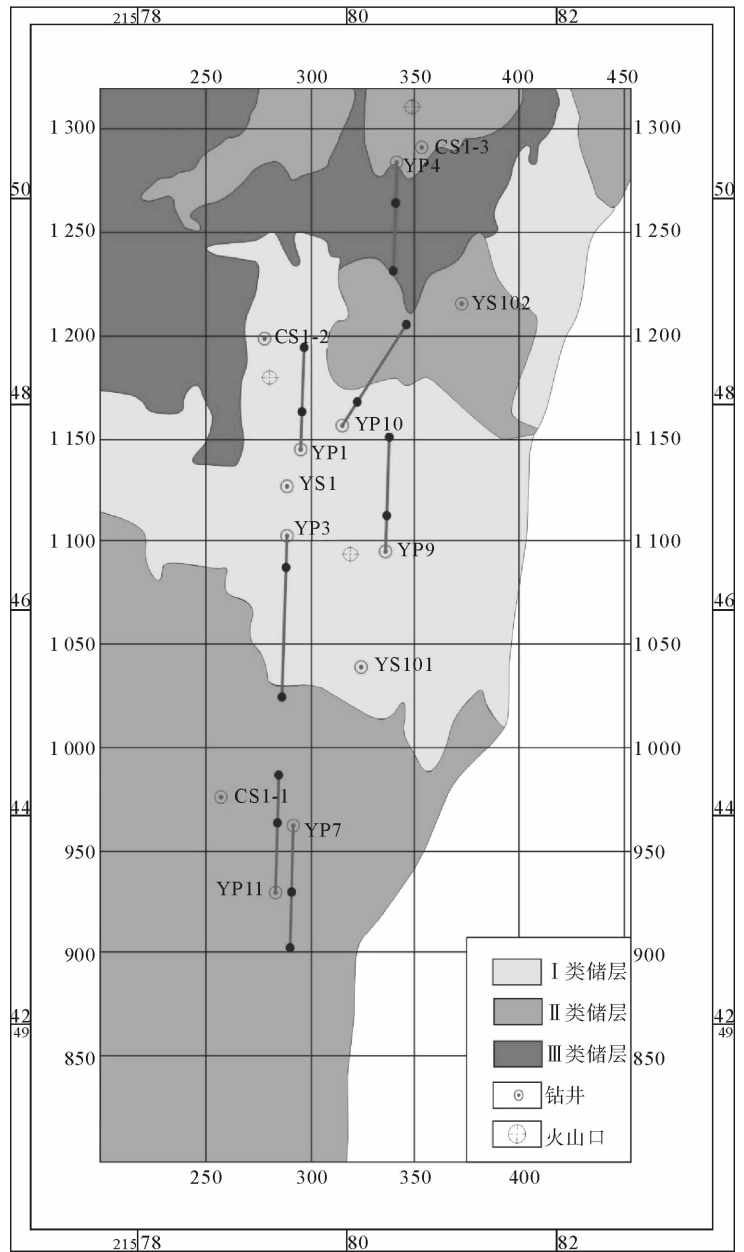 21578 80 82
250 300 350 400 450
1 300 1 300
CS1-3
YP4
50 50
1 250 1 250
YS102
1 200 1 200
CS1-2
48 48
YP10
1 150 1 150
YP1
YS1
YP3
1 100 1 100
YP9
46 46
1 050 1 050
YS101
1 000 1 000
CS1-1
44 44
YP7
950 950
YP11
900 900
Ⅰ类储层
Ⅱ类储层
42 42
49 49
850 850
Ⅲ类储层
钻井
火山口
250 300 350 400
21578 80 82